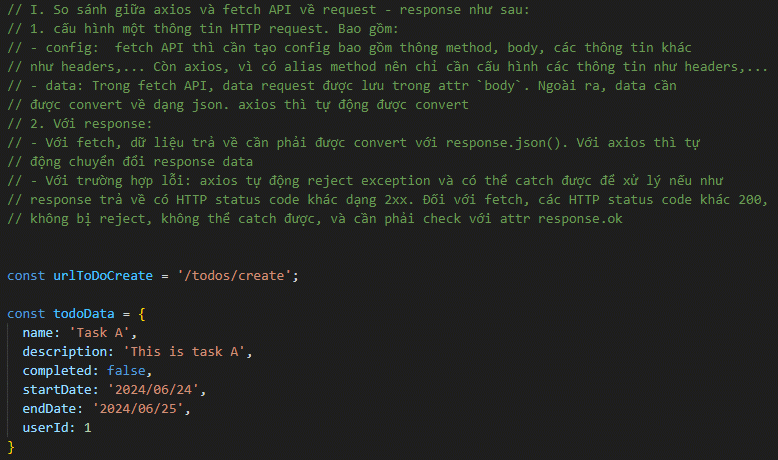 // I. So sánh giữa axios và fetch API về request - response như sau:
// 1. cấu hình một thông tin HTTP request. Bao gồm:
// - config:  fetch API thì cần tạo config bao gồm thông method, body, các thông tin khác
// như headers,... Còn axios, vì có alias method nên chỉ cần cấu hình các thông tin như headers,...
// - data: Trong fetch API, data request được lưu trong attr `body`. Ngoài ra, data cần
// được convert về dạng json. axios thì tự động được convert
// 2. Với response:
// - Với fetch, dữ liệu trả về cần phải được convert với response.json(). Với axios thì tự
// động chuyển đổi response data
// - Với trường hợp lỗi: axios tự động reject exception và có thể catch được để xử lý nếu như
// response trả về có HTTP status code khác dạng 2xx. Đối với fetch, các HTTP status code khác 200,
// không bị reject, không thể catch được, và cần phải check với attr response.ok
const urlToDoCreate = '/todos/create';
const todoData = {
  name: 'Task A',
  description: 'This is task A',
  completed: false,
  startDate: '2024/06/24',
  endDate: '2024/06/25',
  userId: 1
}